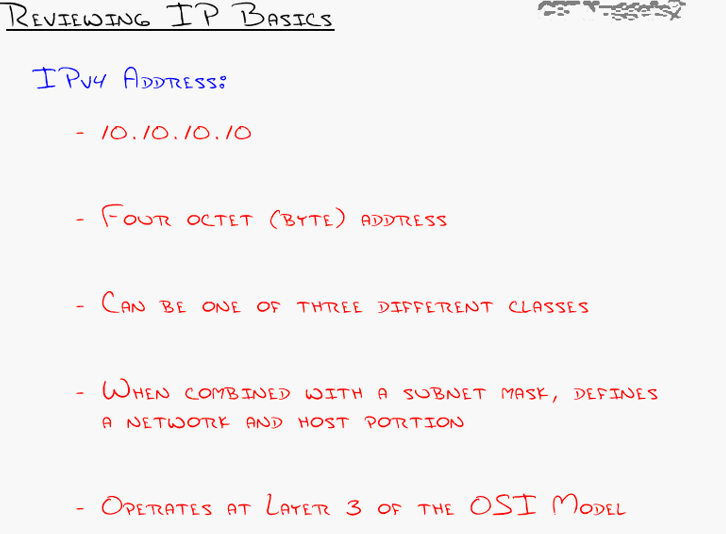 Reviewing IP Basics
IPv4 Address:
- 10.10.10.10
- Four octet (byte) address
- Can be one of three different classes
- When combined with a subnet mask, defines
a network and host portion
- Operates at Layer 3 of the OSI Model